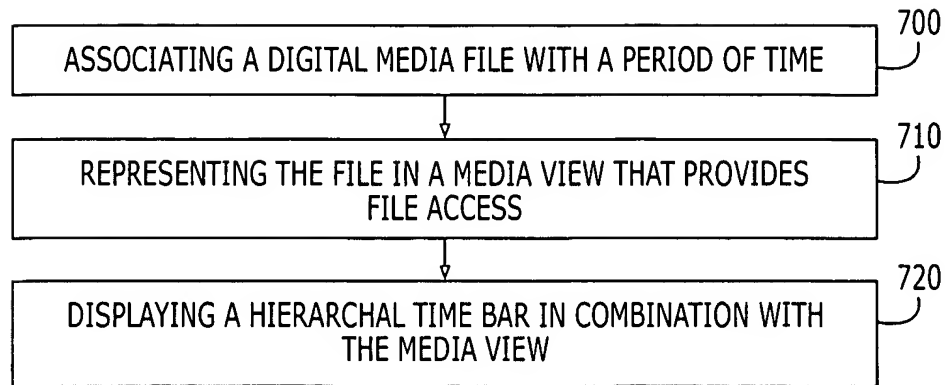 700
ASSOCIATING A DIGITAL MEDIA FILE WITH A PERIOD OF TIME
710
REPRESENTING THE FILE IN A MEDIA VIEW THAT PROVIDES
FILE ACCESS
720
DISPLAYING A HIERARCHAL TIME BAR IN COMBINATION WITH
THE MEDIA VIEW